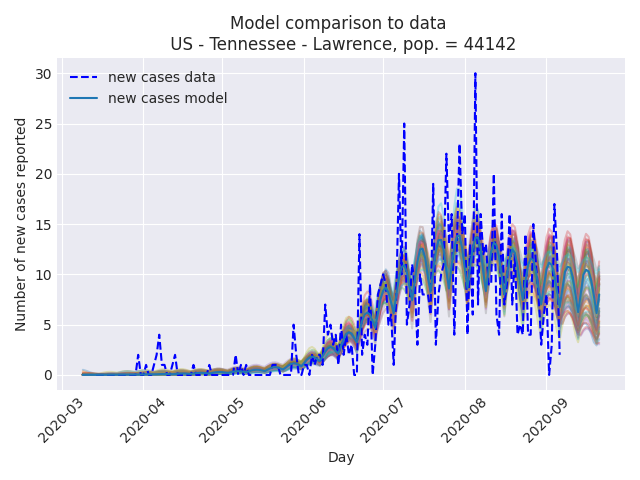 Model comparison to data
US - Tennessee - Lawrence, pop. = 44142
new cases data
new cases model
Number of new cases reported
30
25
20
15
10
5
0
2020-03
2020-04
2020-05
2020-06
2020-07
2020-08
2020-09
Day